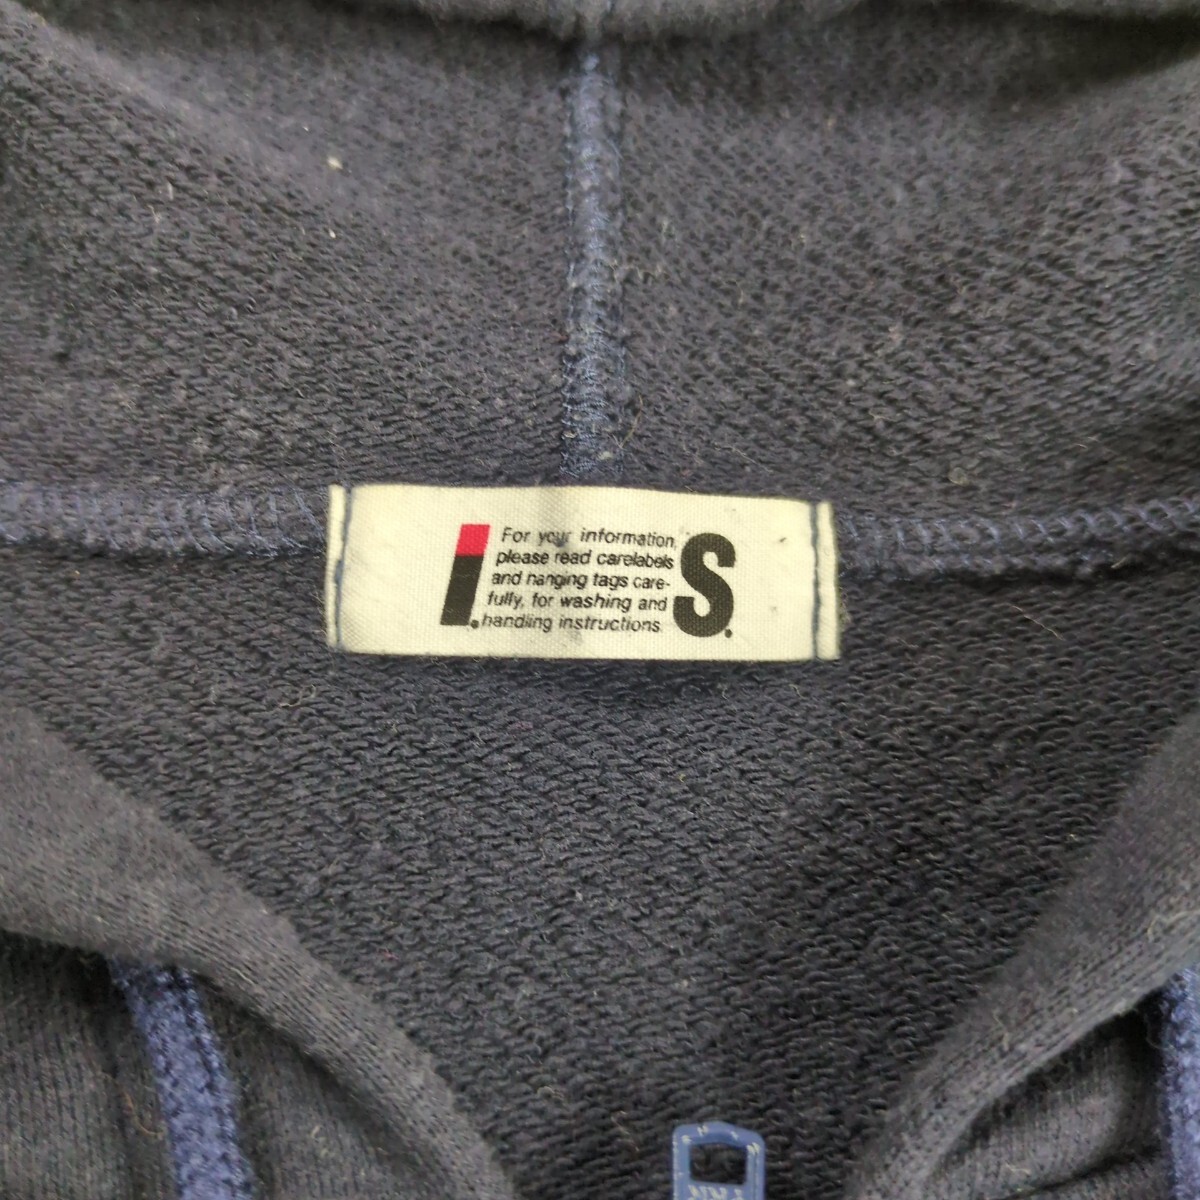 I.S.
For your information,
please read carelabels
and hanging tags care-
fully, for washing and
handling instructions.